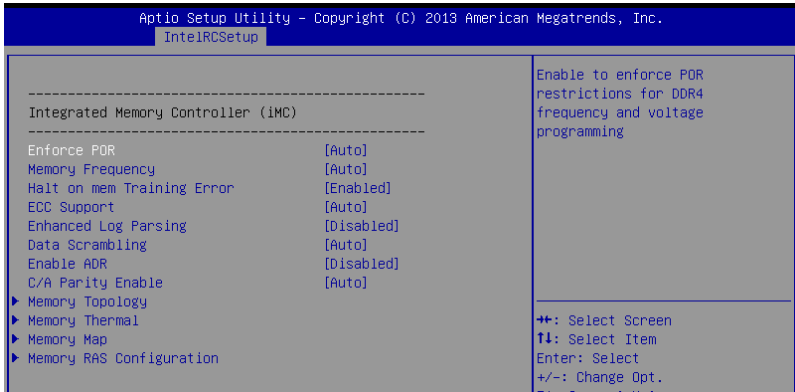 Aptio Setup Utility – Copyright (C) 2013 American Megatrends, Inc.
IntelRCSetup
------------------------------------------------
Integrated Memory Controller (iMC)
------------------------------------------------
Enforce POR [Auto]
Memory Frequency [Auto]
Halt on mem Training Error [Enabled]
ECC Support [Auto]
Enhanced Log Parsing [Disabled]
Data Scrambling [Auto]
Enable ADR [Disabled]
C/A Parity Enable [Auto]
Memory Topology
Memory Thermal
Memory Map
Memory RAS Configuration
Enable to enforce POR
restrictions for DDR4
frequency and voltage
programming
→←: Select Screen
↑↓: Select Item
Enter: Select
+/-: Change Opt.